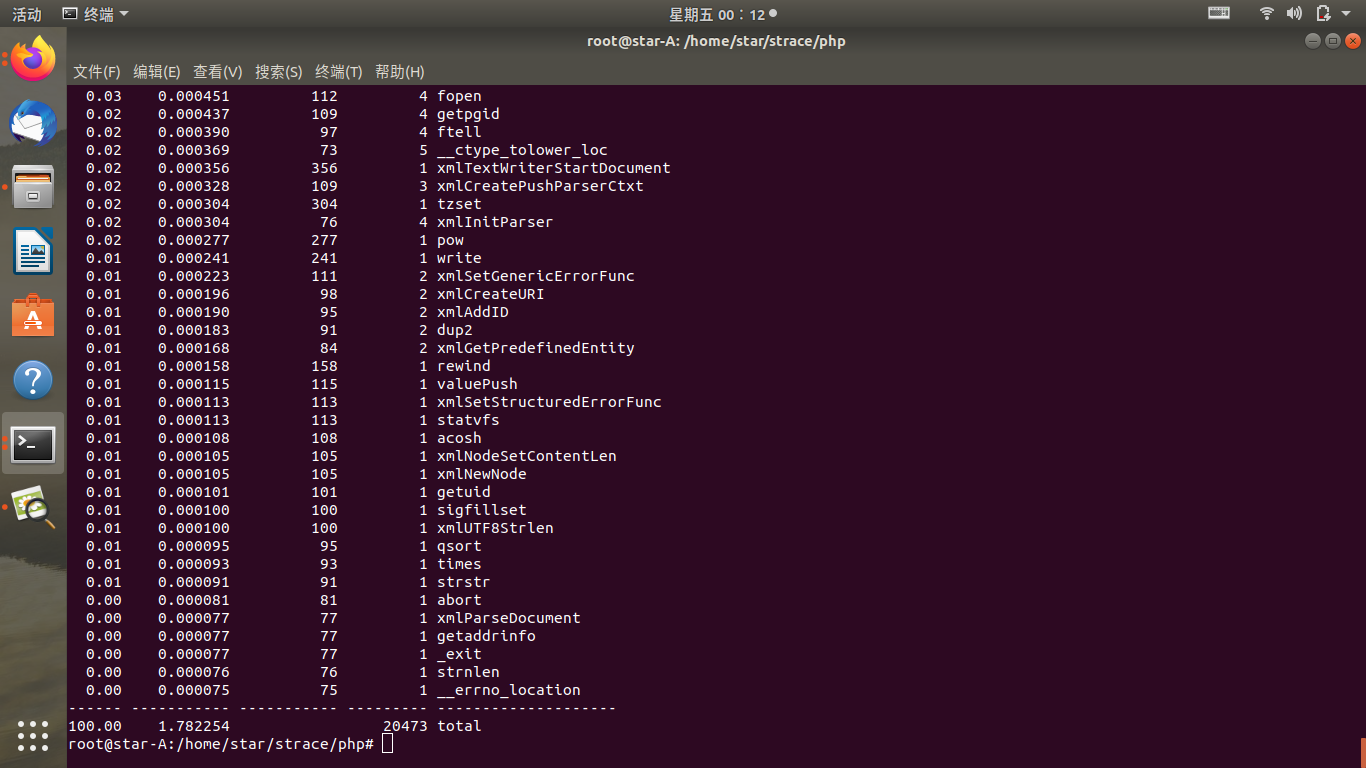 活动 终端 星期五 00：12
root@star-A: /home/star/strace/php
文件(F) 编辑(E) 查看(V) 搜索(S) 终端(T) 帮助(H)
0.03 0.000451 112 4 fopen
0.02 0.000437 109 4 getpgid
0.02 0.000390 97 4 ftell
0.02 0.000369 73 5 __ctype_tolower_loc
0.02 0.000356 356 1 xmlTextWriterStartDocument
0.02 0.000328 109 3 xmlCreatePushParserCtxt
0.02 0.000304 304 1 tzset
0.02 0.000304 76 4 xmlInitParser
0.02 0.000277 277 1 pow
0.01 0.000241 241 1 write
0.01 0.000223 111 2 xmlSetGenericErrorFunc
0.01 0.000196 98 2 xmlCreateURI
0.01 0.000190 95 2 xmlAddID
0.01 0.000183 91 2 dup2
0.01 0.000168 84 2 xmlGetPredefinedEntity
0.01 0.000158 158 1 rewind
0.01 0.000115 115 1 valuePush
0.01 0.000113 113 1 xmlSetStructuredErrorFunc
0.01 0.000113 113 1 statvfs
0.01 0.000108 108 1 acosh
0.01 0.000105 105 1 xmlNodeSetContentLen
0.01 0.000105 105 1 xmlNewNode
0.01 0.000101 101 1 getuid
0.01 0.000100 100 1 sigfillset
0.01 0.000100 100 1 xmlUTF8Strlen
0.01 0.000095 95 1 qsort
0.01 0.000093 93 1 times
0.01 0.000091 91 1 strstr
0.00 0.000081 81 1 abort
0.00 0.000077 77 1 xmlParseDocument
0.00 0.000077 77 1 getaddrinfo
0.00 0.000077 77 1 _exit
0.00 0.000076 76 1 strnlen
0.00 0.000075 75 1 __errno_location
------ ----------- ----------- --------- --------------------
100.00 1.782254 20473 total
root@star-A:/home/star/strace/php#